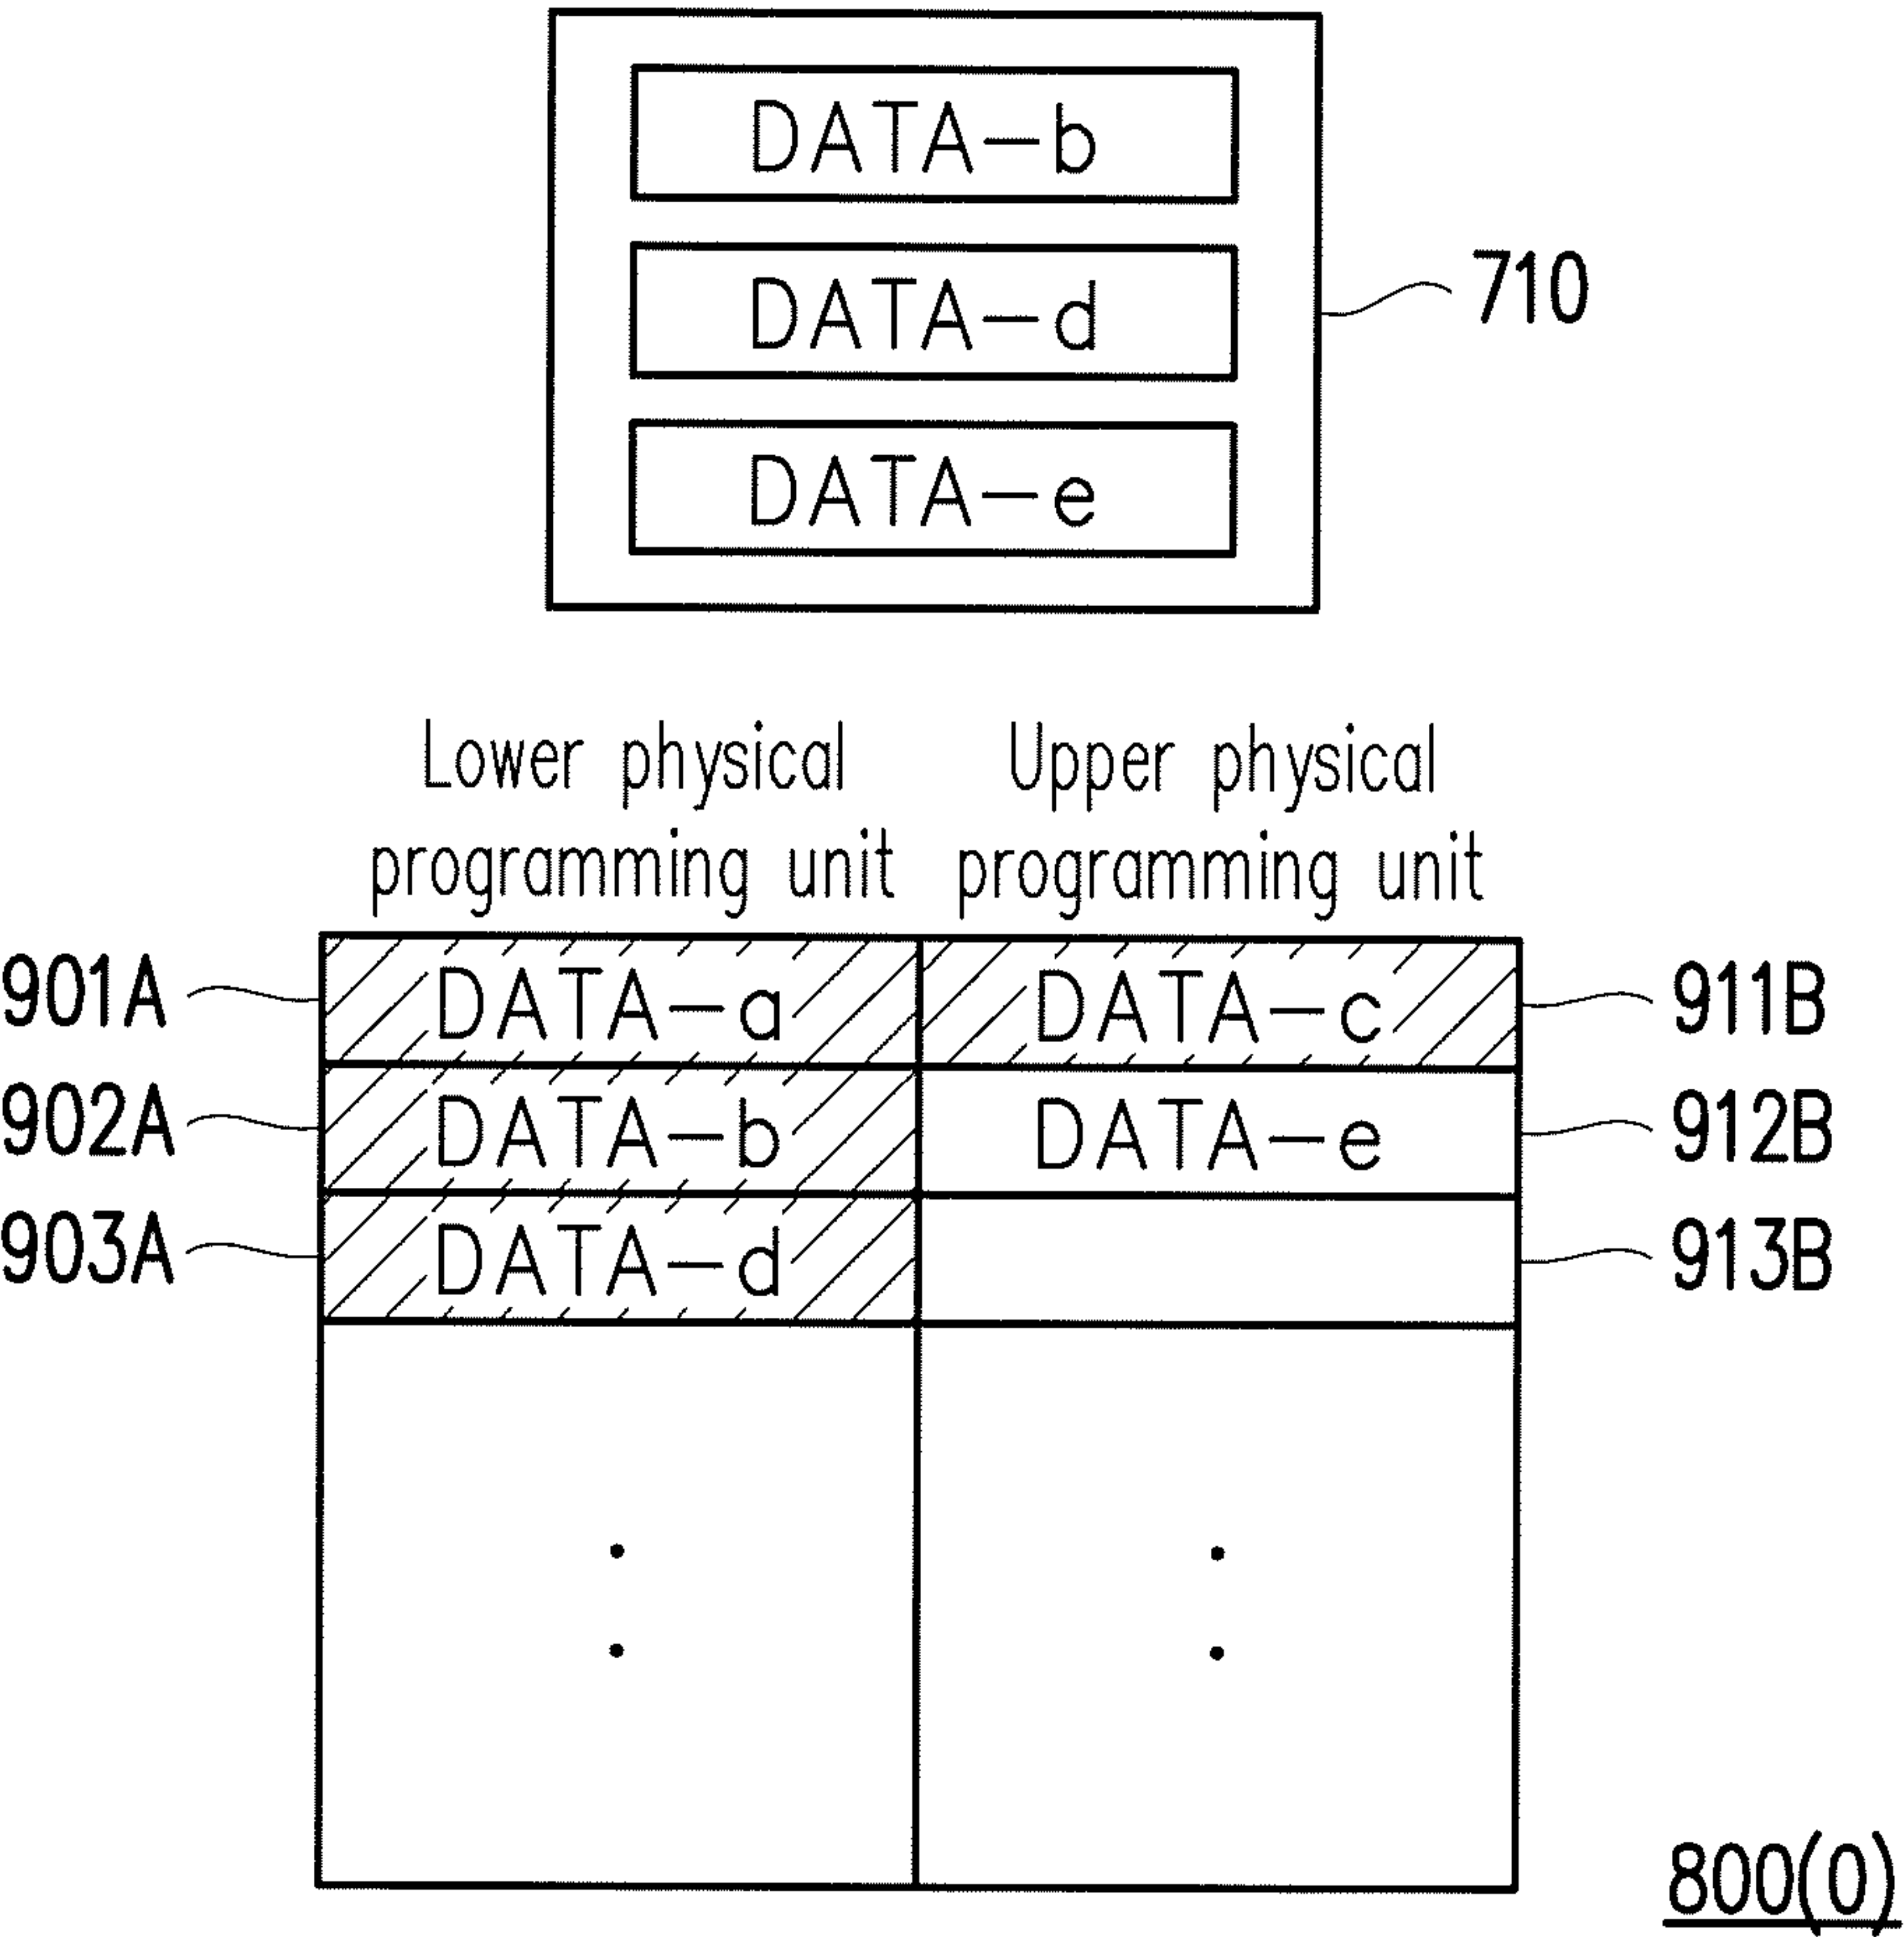 DATA-b
DATA-d
710
DATA-e
Lower physical programming unit
Upper physical programming unit
901A DATA-a DATA-c 911B
902A DATA-b DATA-e 912B
903A DATA-d 913B
800(0)